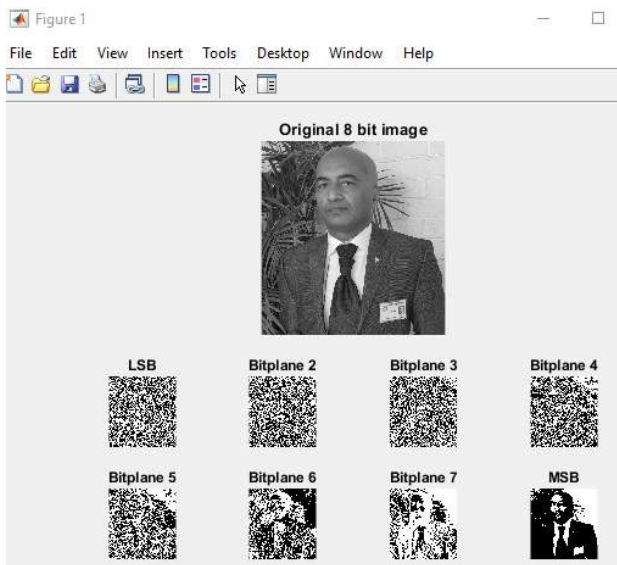 Figure 1
File Edit View Insert Tools Desktop Window Help
Original 8 bit image
LSB Bitplane 2 Bitplane 3 Bitplane 4
Bitplane 5 Bitplane 6 Bitplane 7 MSB